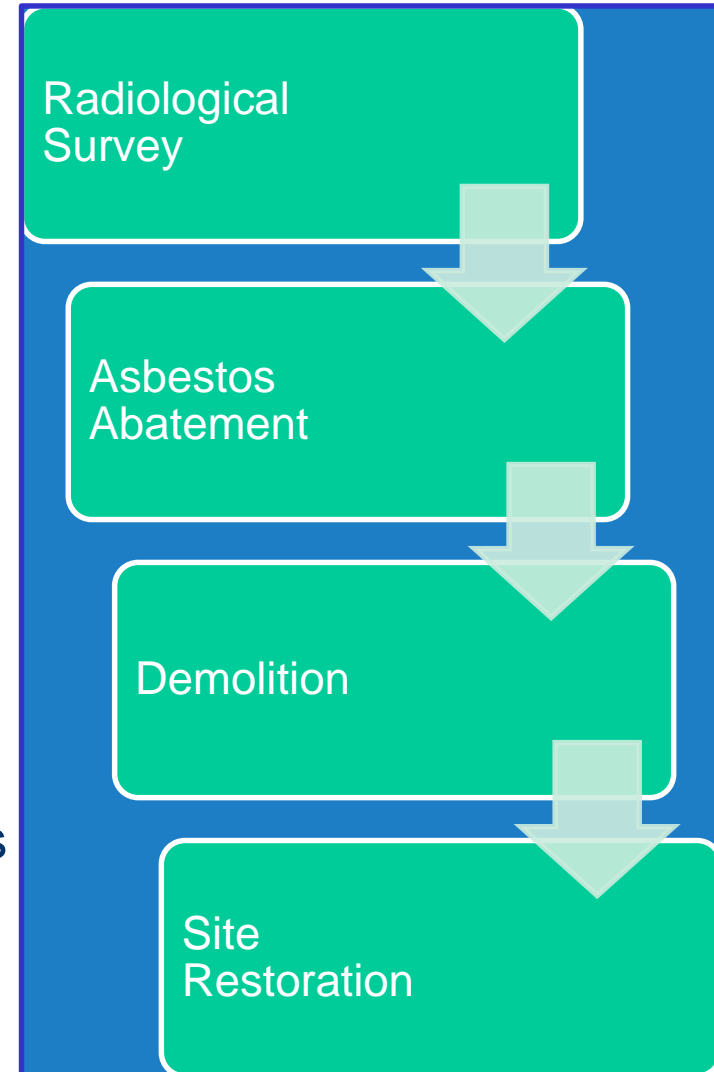 Radiological
Survey
Asbestos
Abatement
Demolition
s
Site
Restoration